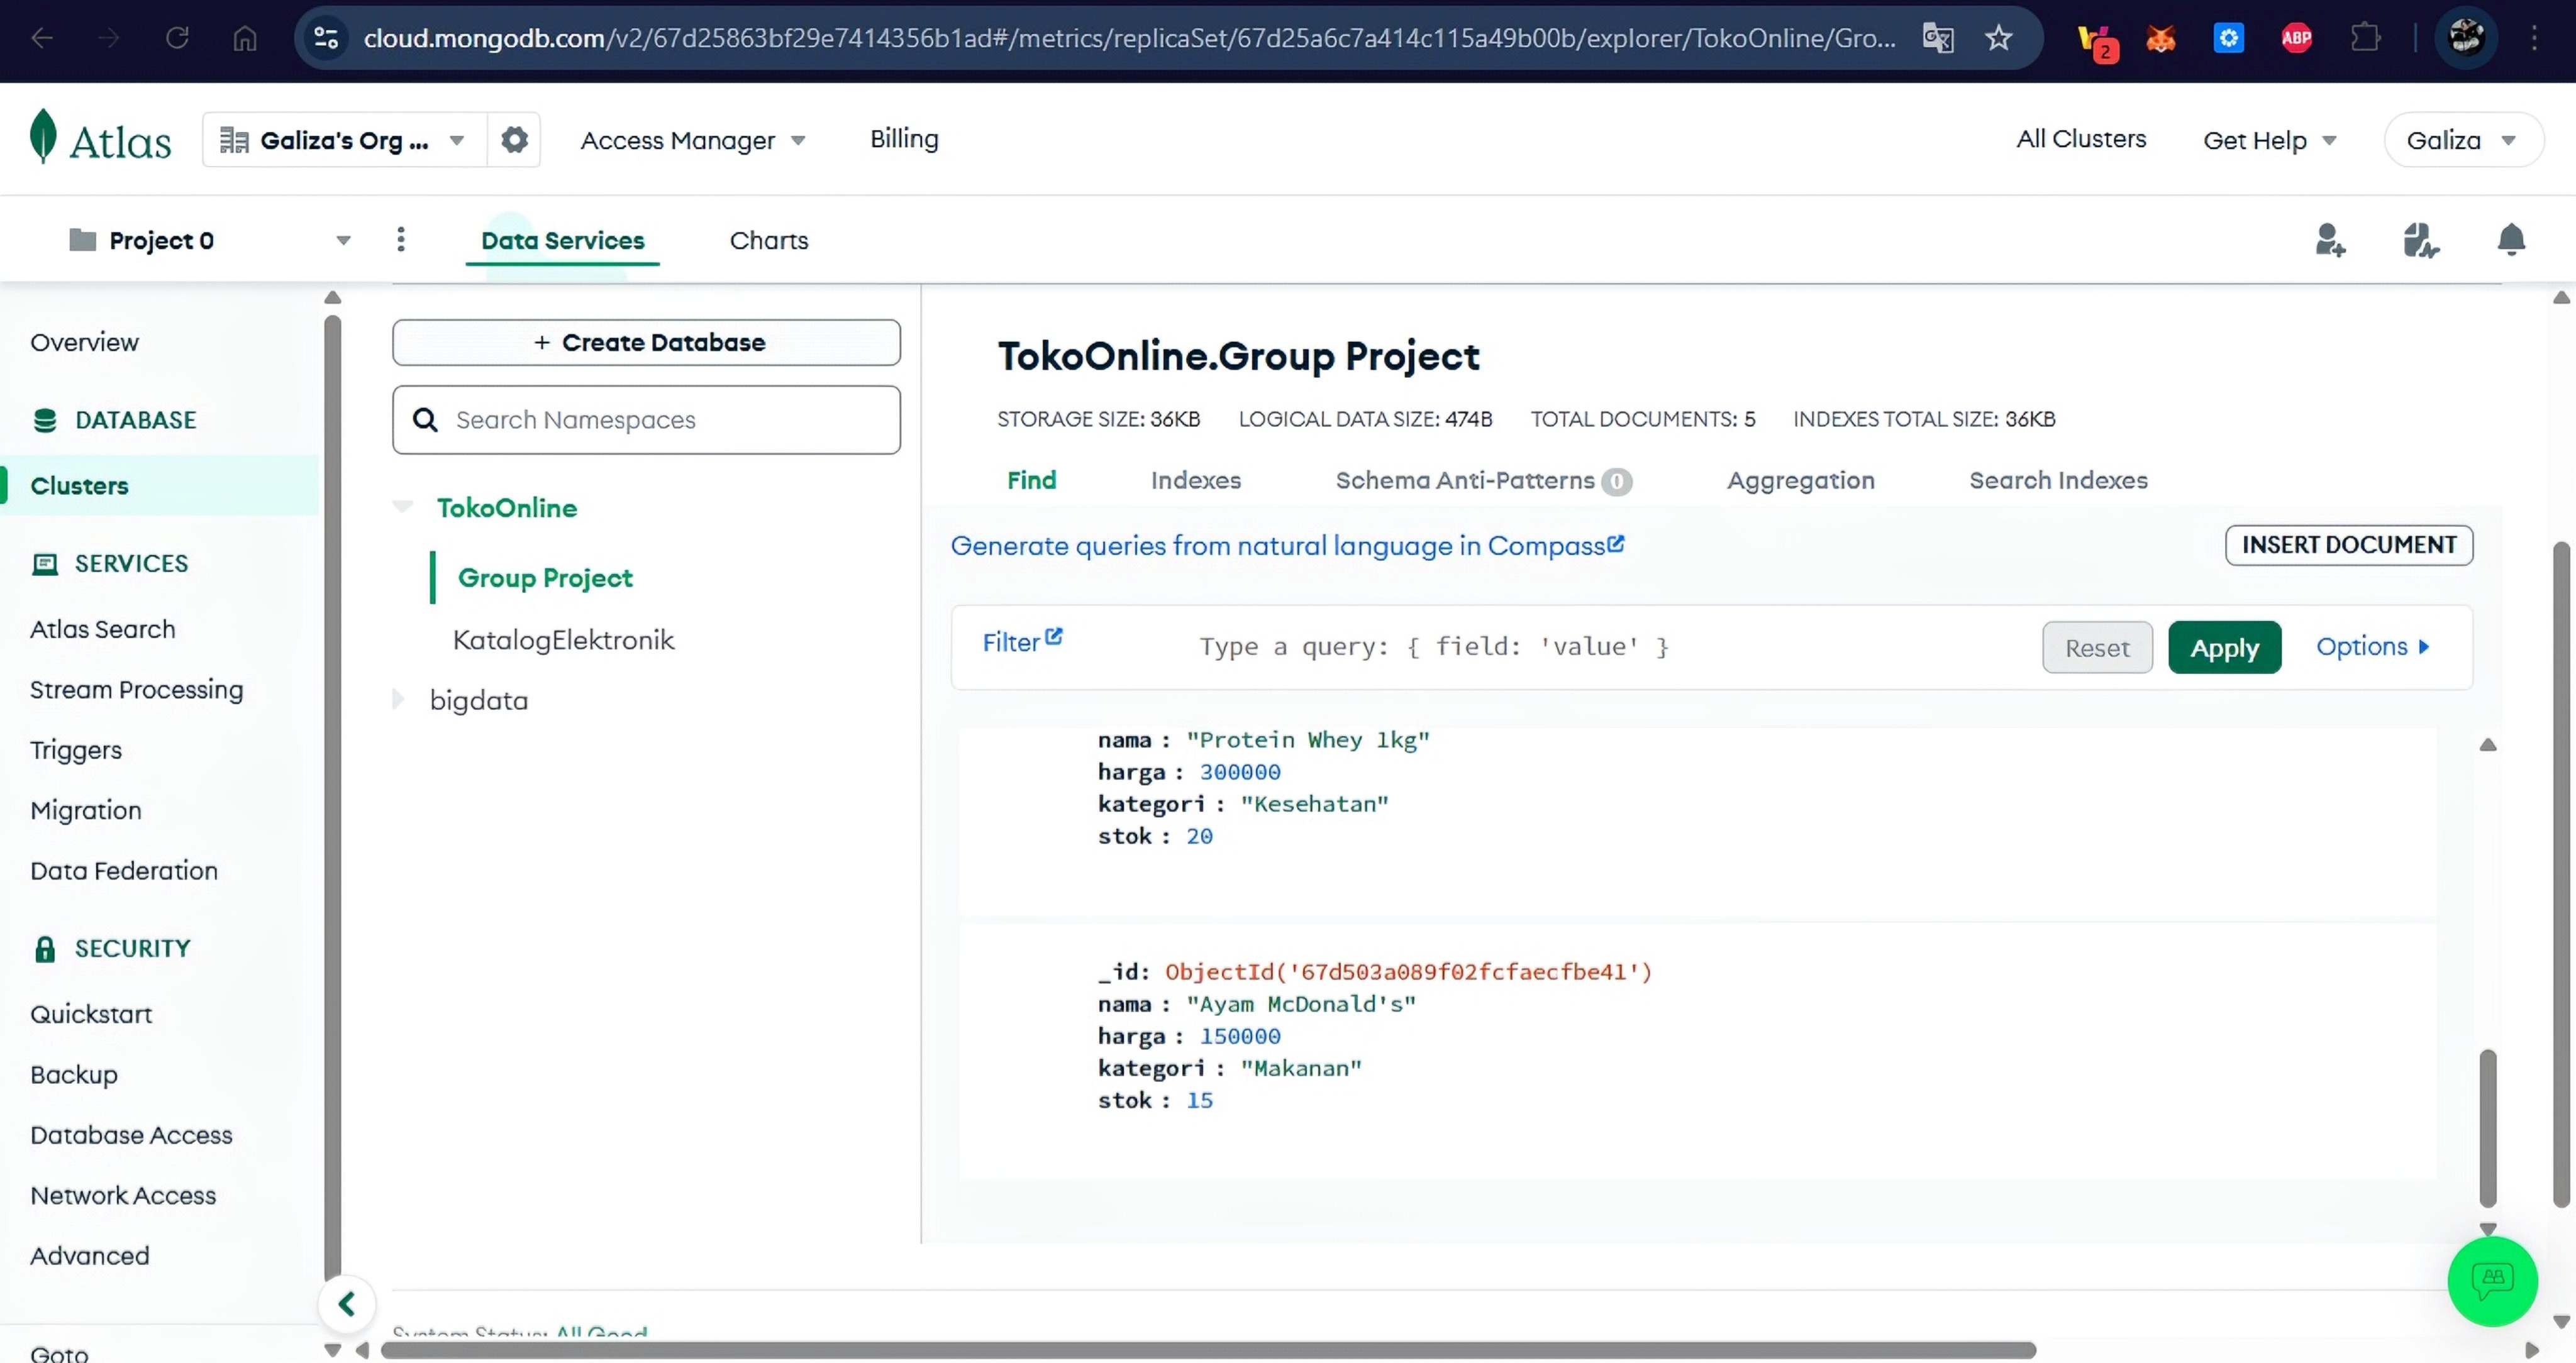 cloud.mongodb.com/v2/67d25863bf29e7414356b1ad#/metrics/replicaSet/67d25a6c7a414c115a49b00b/explorer/TokoOnline/Gro...
2
ABP
Atlas
Galiza's Org ...
Access Manager
Billing
All Clusters
Get Help
Galiza
Project 0
Data Services
Charts
Overview
DATABASE
Clusters
SERVICES
Atlas Search
Stream Processing
Triggers
Migration
Data Federation
SECURITY
Quickstart
Backup
Database Access
Network Access
Advanced
Goto
+ Create Database
Search Namespaces
TokoOnline
Group Project
KatalogElektronik
bigdata
TokoOnline.Group Project
STORAGE SIZE: 36KB LOGICAL DATA SIZE: 474B TOTAL DOCUMENTS: 5 INDEXES TOTAL SIZE: 36KB
Find Indexes Schema Anti-Patterns 0 Aggregation Search Indexes
Generate queries from natural language in Compass
INSERT DOCUMENT
Filter
Type a query: { field: 'value' }
Reset
Apply
Options
nama : "Protein Whey 1kg"
harga : 300000
kategori : "Kesehatan"
stok : 20
_id: ObjectId('67d503a089f02fcfaecfbe41')
nama : "Ayam McDonald's"
harga : 150000
kategori : "Makanan"
stok : 15
System Status: All Good